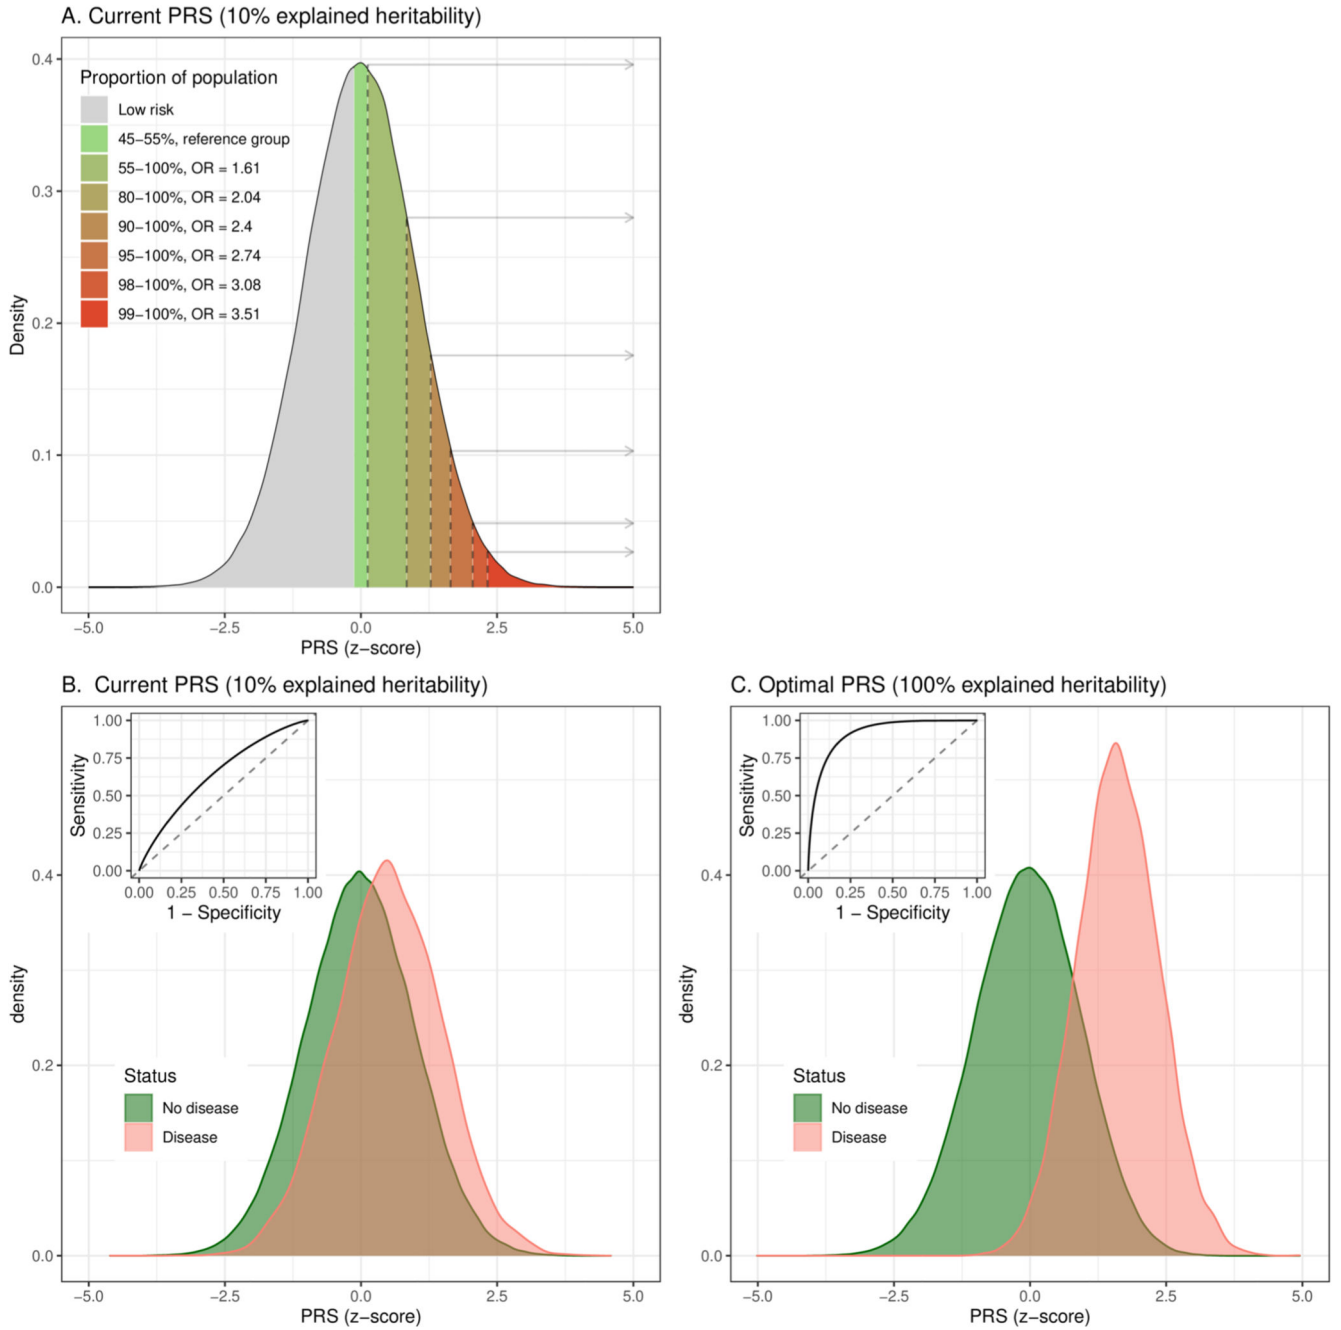 A. Current PRS (10% explained heritability)
Proportion of population
Low risk
45−55%, reference group
55−100%, OR = 1.61
80−100%, OR = 2.04
90−100%, OR = 2.4
95−100%, OR = 2.74
98−100%, OR = 3.08
99−100%, OR = 3.51
Density
0.4
0.3
0.2
0.1
0.0
−5.0 −2.5 0.0 2.5 5.0
PRS (z−score)
B. Current PRS (10% explained heritability)
Sensitivity
1.00
0.75
0.50
0.25
0.00
0.00 0.25 0.50 0.75 1.00
1 − Specificity
density
0.4
0.2
0.0
Status
No disease
Disease
−5.0 −2.5 0.0 2.5 5.0
PRS (z−score)
C. Optimal PRS (100% explained heritability)
Sensitivity
1.00
0.75
0.50
0.25
0.00
0.00 0.25 0.50 0.75 1.00
1 − Specificity
density
0.4
0.2
0.0
Status
No disease
Disease
−5.0 −2.5 0.0 2.5 5.0
PRS (z−score)